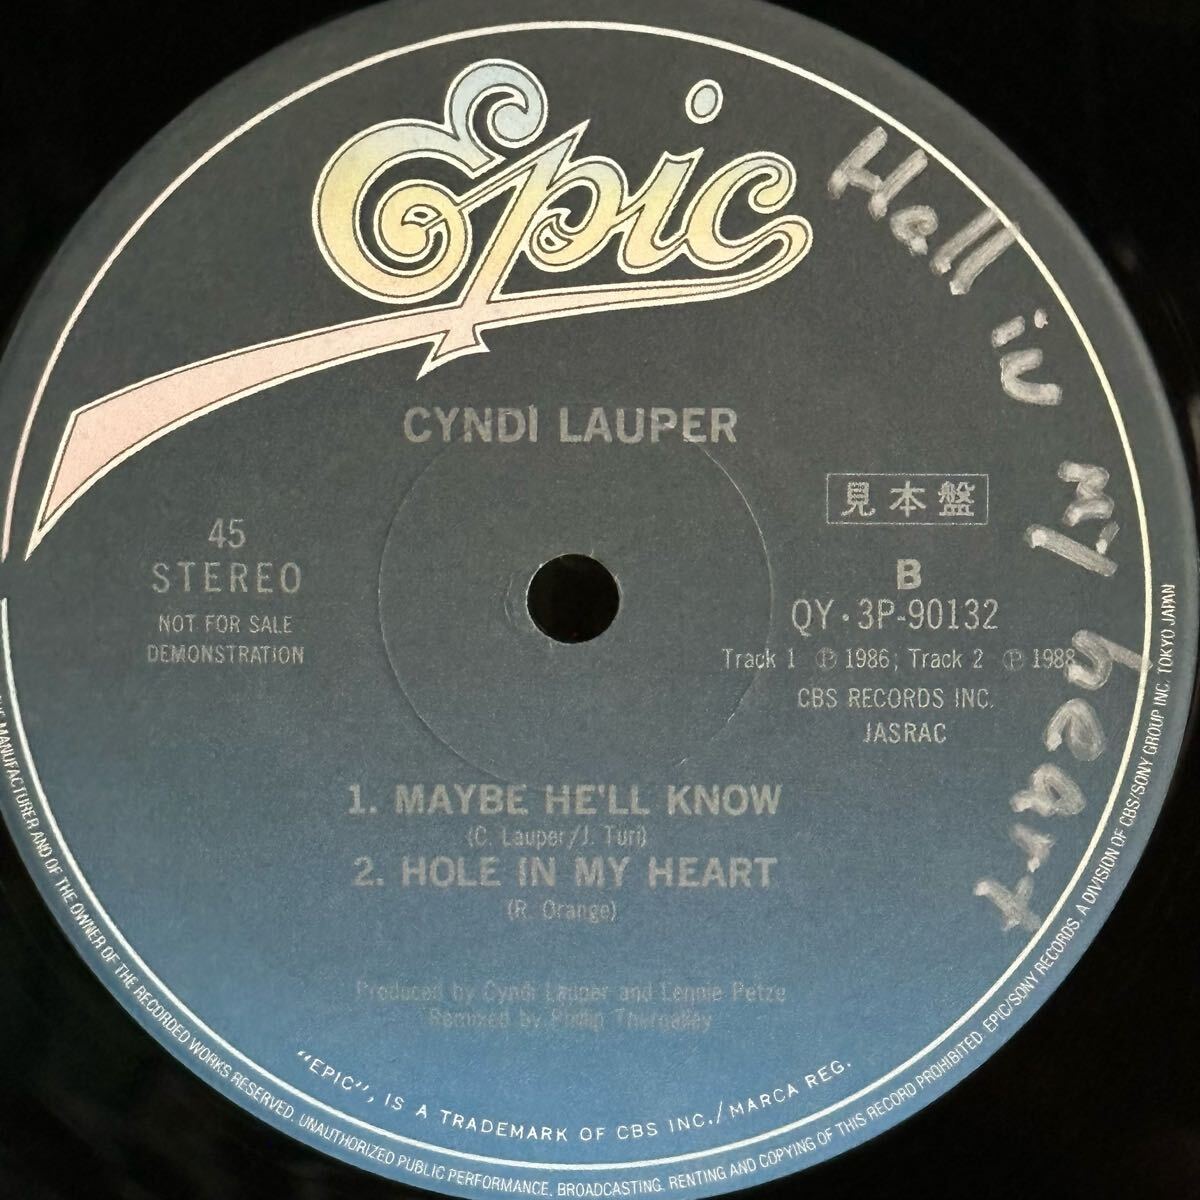 Epic
Hall in My heart
CYNDI LAUPER
見本盤
45
STEREO
NOT FOR SALE
DEMONSTRATION
B
QY・3P-90132
Track 1 Ⓟ 1986; Track 2 Ⓟ 1988
CBS RECORDS INC.
JASRAC
1. MAYBE HE'LL KNOW
(C. Lauper/J. Turi)
2. HOLE IN MY HEART
(R. Orange)
Produced by Cyndi Lauper and Lennie Petze
Remixed by Phillip
"EPIC", IS A TRADEMARK OF CBS INC./MARCA REG.
MANUFACTURER AND OF THE OWNER OF THE RECORDED WORKS RESERVED. UNAUTHORIZED PUBLIC PERFORMANCE, BROADCASTING, RENTING AND COPYING OF THIS RECORD PROHIBITED. EPIC/SONY RECORDS, A DIVISION OF CBS/SONY GROUP INC. TOKYO JAPAN